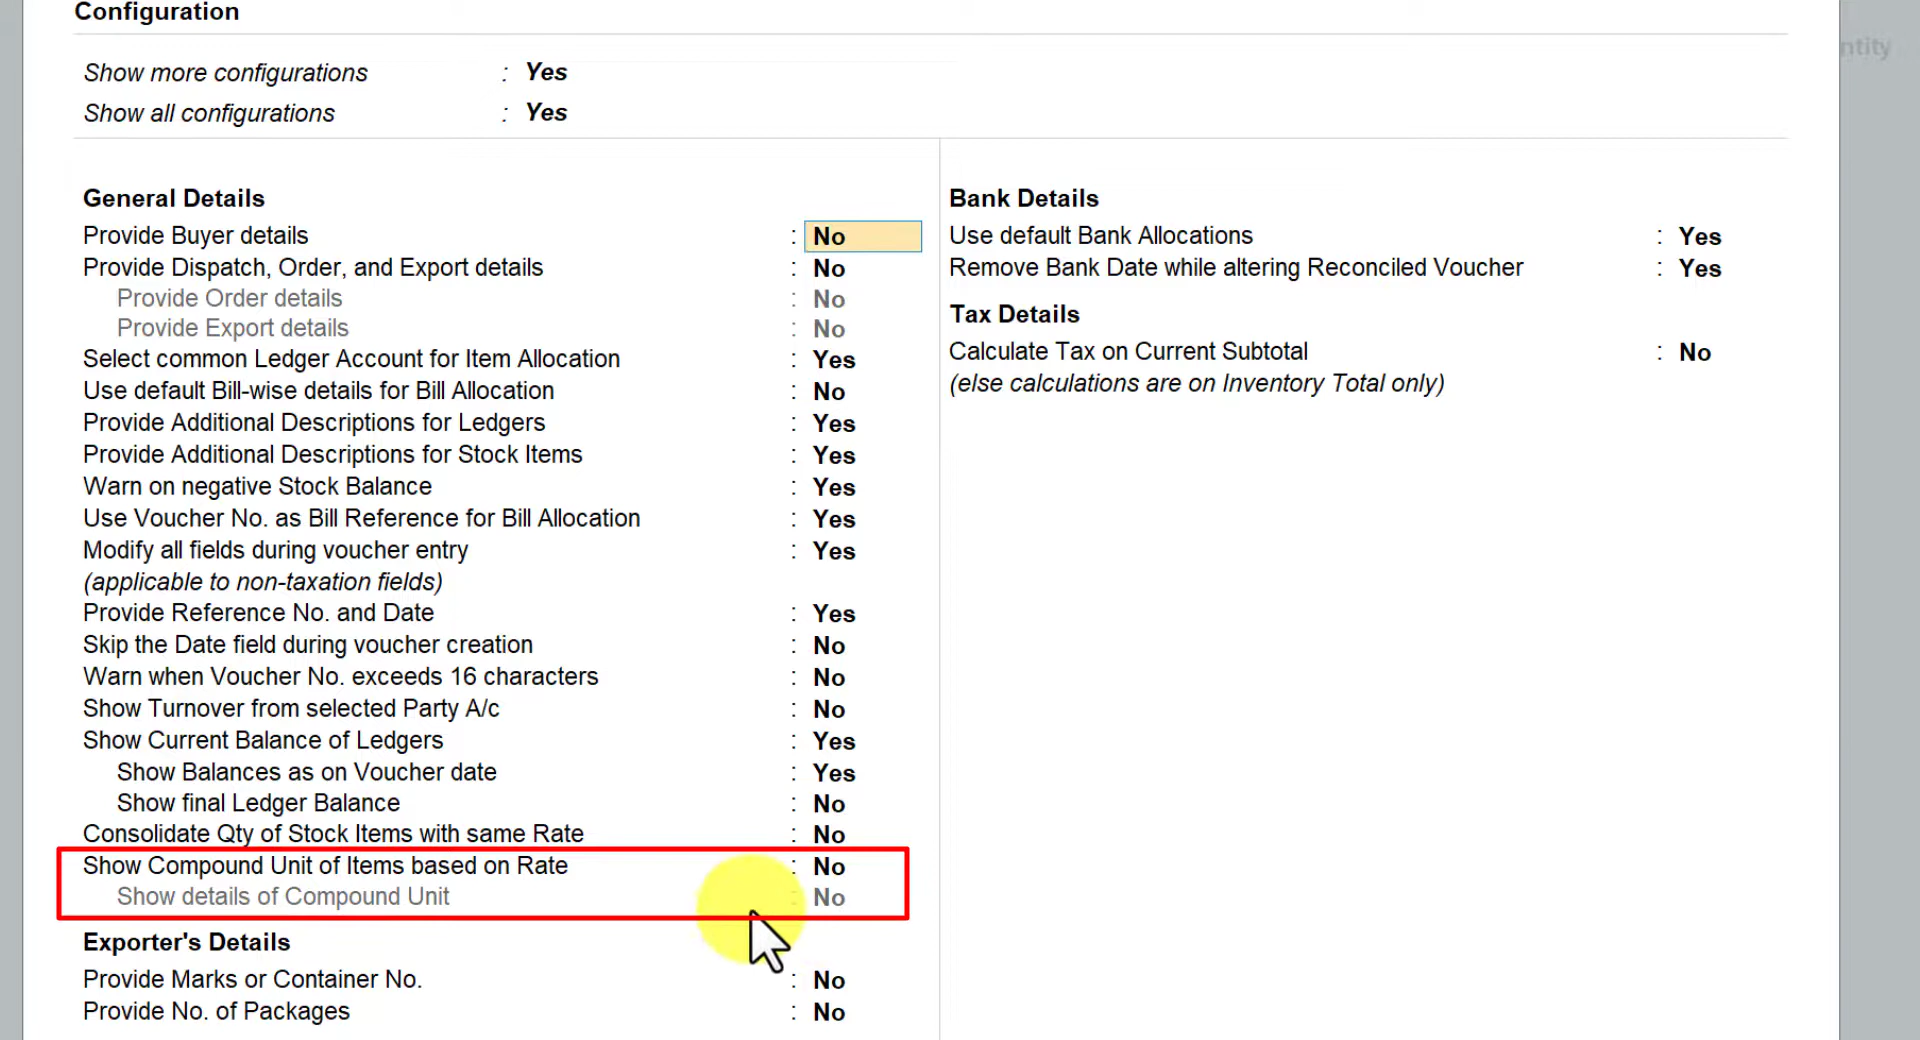 Configuration
ntity
Show more configurations : Yes
Show all configurations : Yes
General Details
Provide Buyer details : No
Provide Dispatch, Order, and Export details : No
Provide Order details : No
Provide Export details : No
Select common Ledger Account for Item Allocation : Yes
Use default Bill-wise details for Bill Allocation : No
Provide Additional Descriptions for Ledgers : Yes
Provide Additional Descriptions for Stock Items : Yes
Warn on negative Stock Balance : Yes
Use Voucher No. as Bill Reference for Bill Allocation : Yes
Modify all fields during voucher entry : Yes
(applicable to non-taxation fields)
Provide Reference No. and Date : Yes
Skip the Date field during voucher creation : No
Warn when Voucher No. exceeds 16 characters : No
Show Turnover from selected Party A/c : No
Show Current Balance of Ledgers : Yes
Show Balances as on Voucher date : Yes
Show final Ledger Balance : No
Consolidate Qty of Stock Items with same Rate : No
Show Compound Unit of Items based on Rate : No
Show details of Compound Unit : No
Exporter's Details
Provide Marks or Container No. : No
Provide No. of Packages : No
Bank Details
Use default Bank Allocations : Yes
Remove Bank Date while altering Reconciled Voucher : Yes
Tax Details
Calculate Tax on Current Subtotal : No
(else calculations are on Inventory Total only)